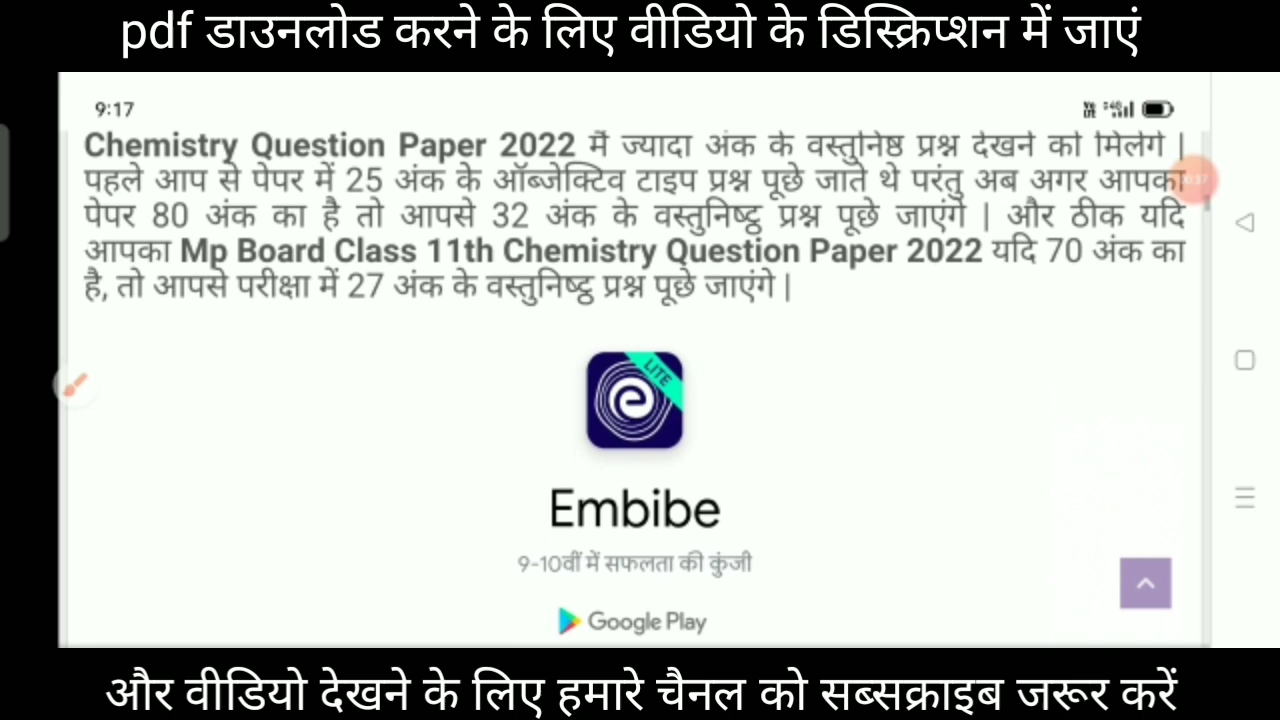 pdf डाउनलोड करने के लिए वीडियो के डिस्क्रिप्शन में जाएं
9:17
Chemistry Question Paper 2022 में ज्यादा अंक के वस्तुनिष्ठ प्रश्न देखने को मिलेंगे |
पहले आप से पेपर में 25 अंक के ऑब्जेक्टिव टाइप प्रश्न पूछे जाते थे परंतु अब अगर आपका
00:37
पेपर 80 अंक का है तो आपसे 32 अंक के वस्तुनिष्ट्ठ प्रश्न पूछे जाएंगे | और ठीक यदि
आपका Mp Board Class 11th Chemistry Question Paper 2022 यदि 70 अंक का
है, तो आपसे परीक्षा में 27 अंक के वस्तुनिष्ट्ठ प्रश्न पूछे जाएंगे |
LITE
Embibe
9-10वीं में सफलता की कुंजी
Google Play
और वीडियो देखने के लिए हमारे चैनल को सब्सक्राइब जरूर करें